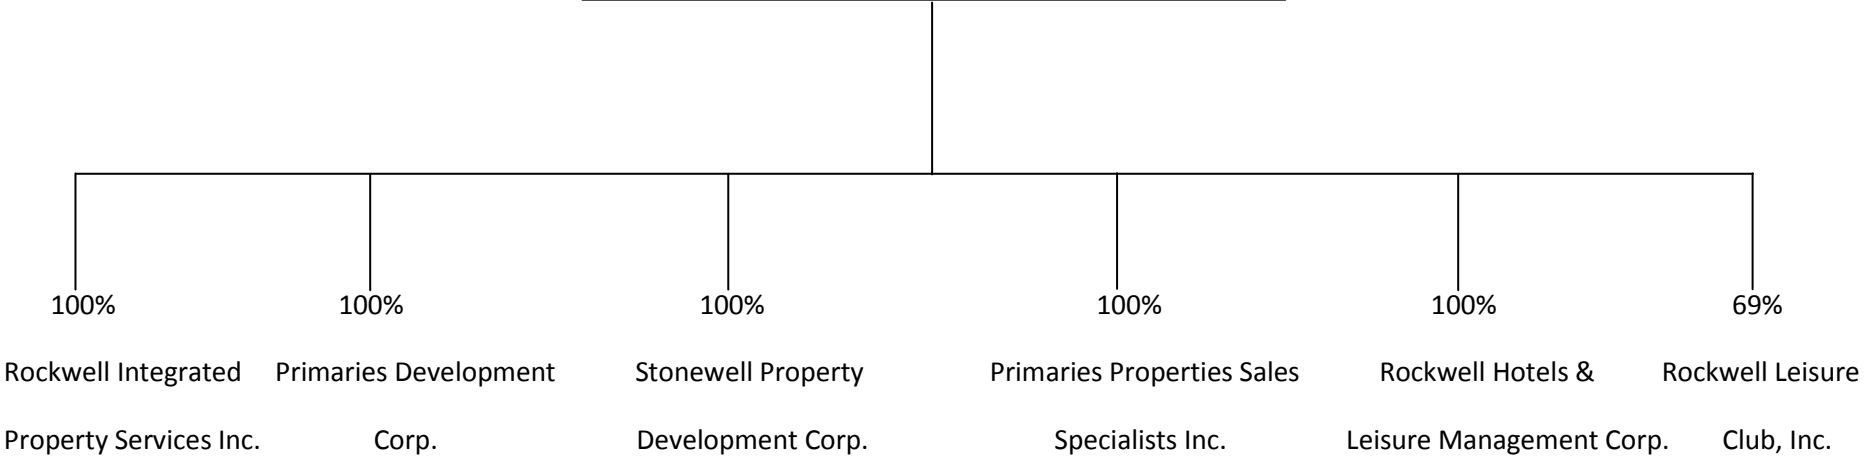 100% 100% 100% 100% 100% 69%
Rockwell Integrated Primaries Development Stonewell Property Primaries Properties Sales Rockwell Hotels & Rockwell Leisure
Property Services Inc. Corp. Development Corp. Specialists Inc. Leisure Management Corp. Club, Inc.